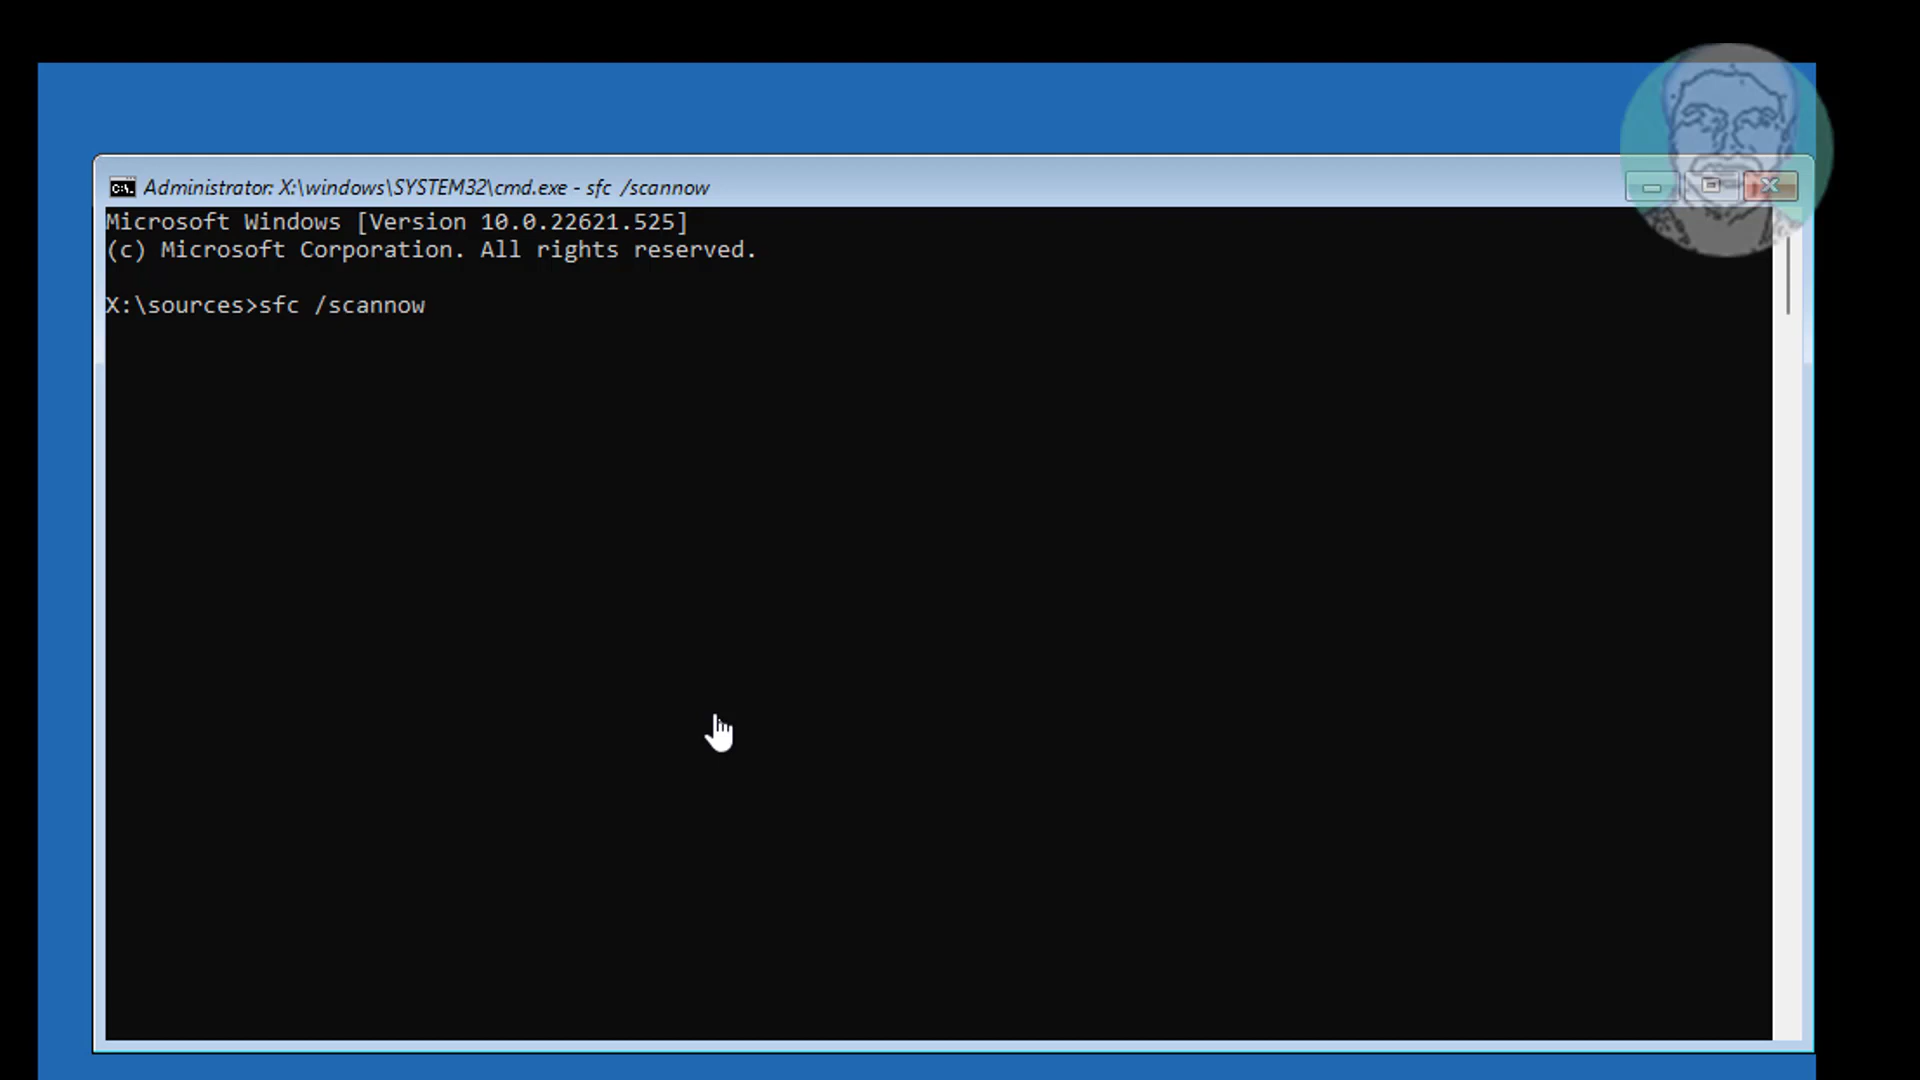 Administrator: X:\windows\SYSTEM32\cmd.exe - sfc  /scannow
Microsoft Windows [Version 10.0.22621.525]
(c) Microsoft Corporation. All rights reserved.
X:\sources>sfc /scannow